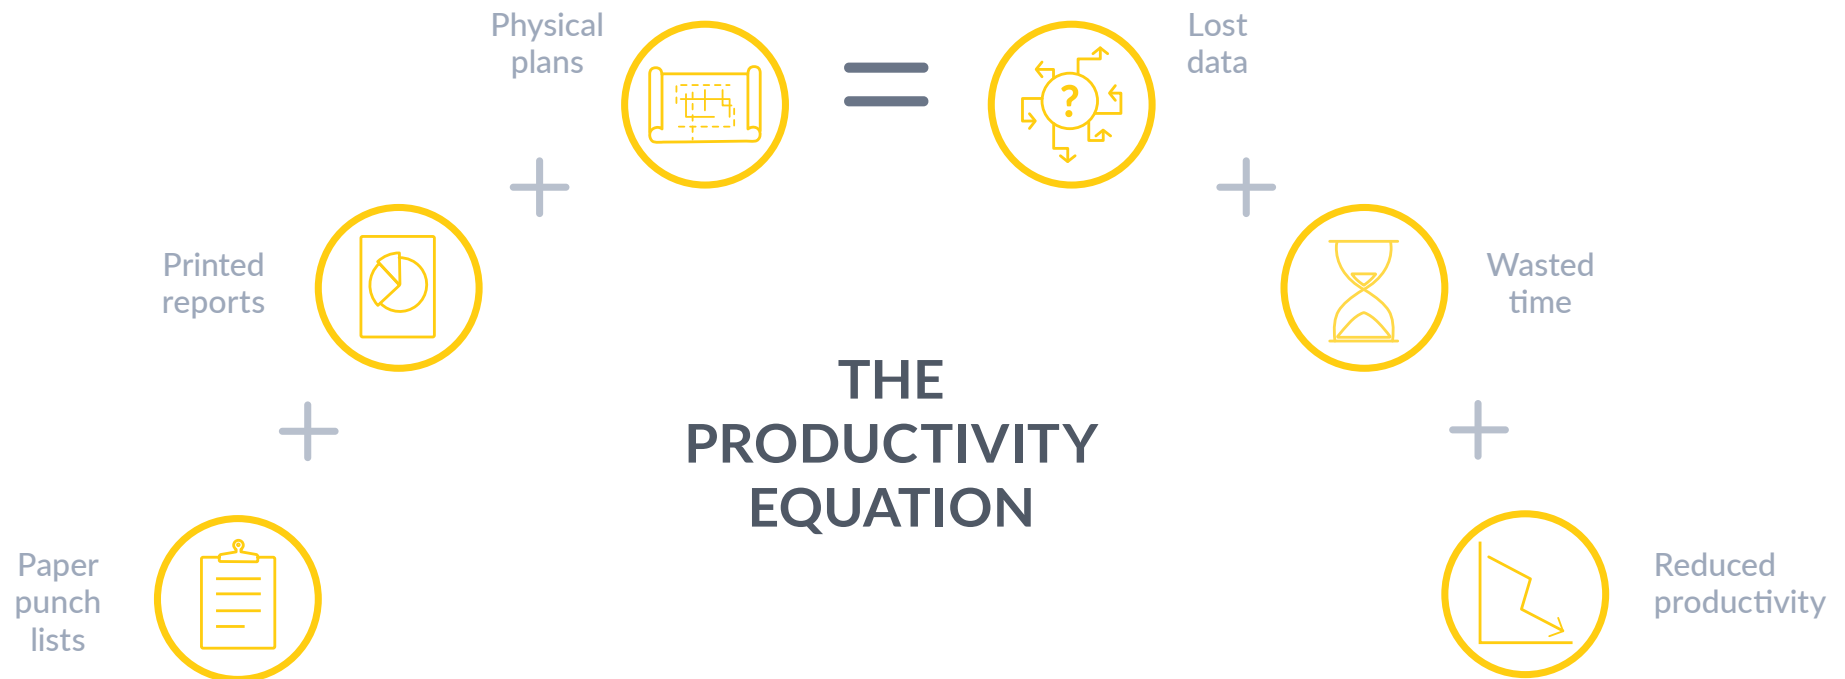 Physical
plans
Lost
data
Printed
reports
Wasted
time
THE
PRODUCTIVITY
EQUATION
Paper
punch
lists
Reduced
productivity
?